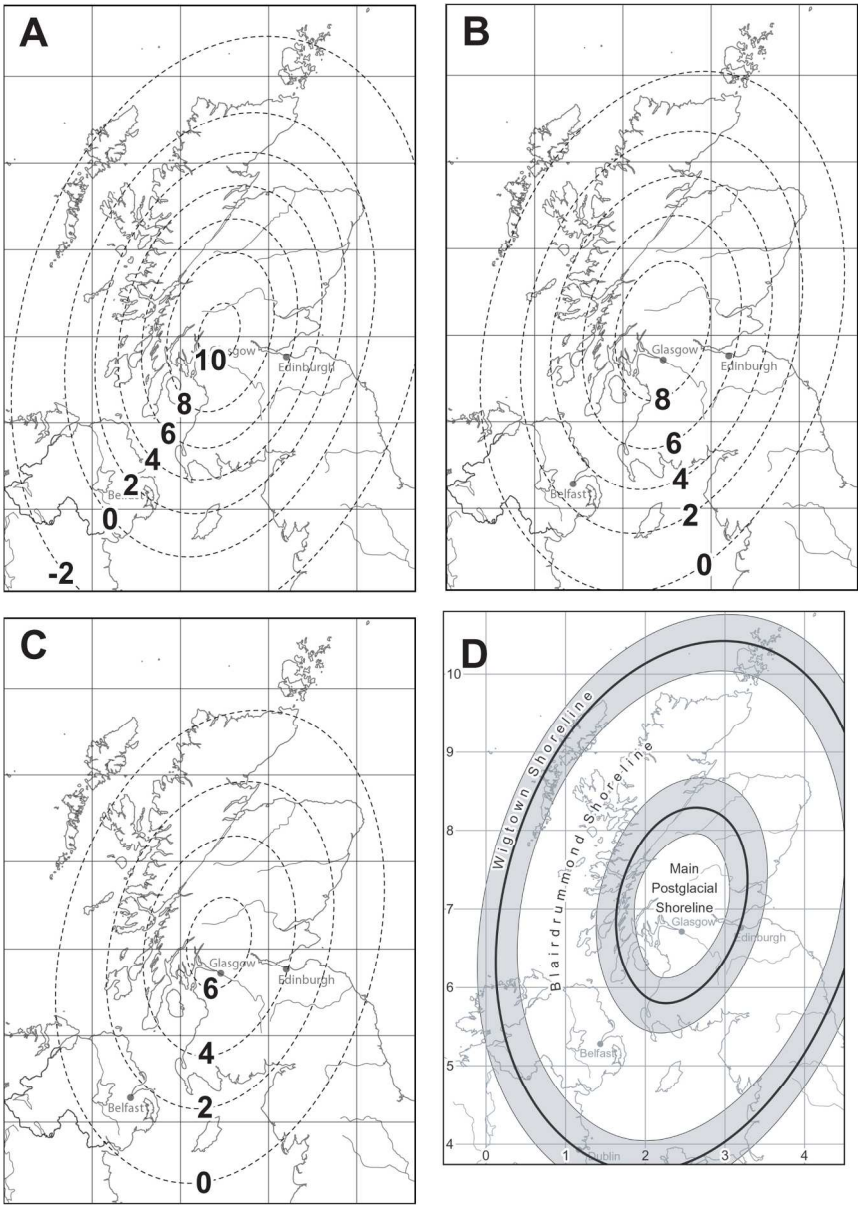 A
10
sgow
Edinburgh
8
6
4
2
Belfast
0
-2
B
Glasgow
Edinburgh
8
6
Belfast
4
2
0
C
Glasgow
Edinburgh
6
4
2
Belfast
0
D
Wigtown Shoreline
Blairdrummond Shoreline
Main
Postglacial
Shoreline
Glasgow
Edinburgh
Belfast
Dublin
10
9
8
7
6
5
4
0
1
2
3
4